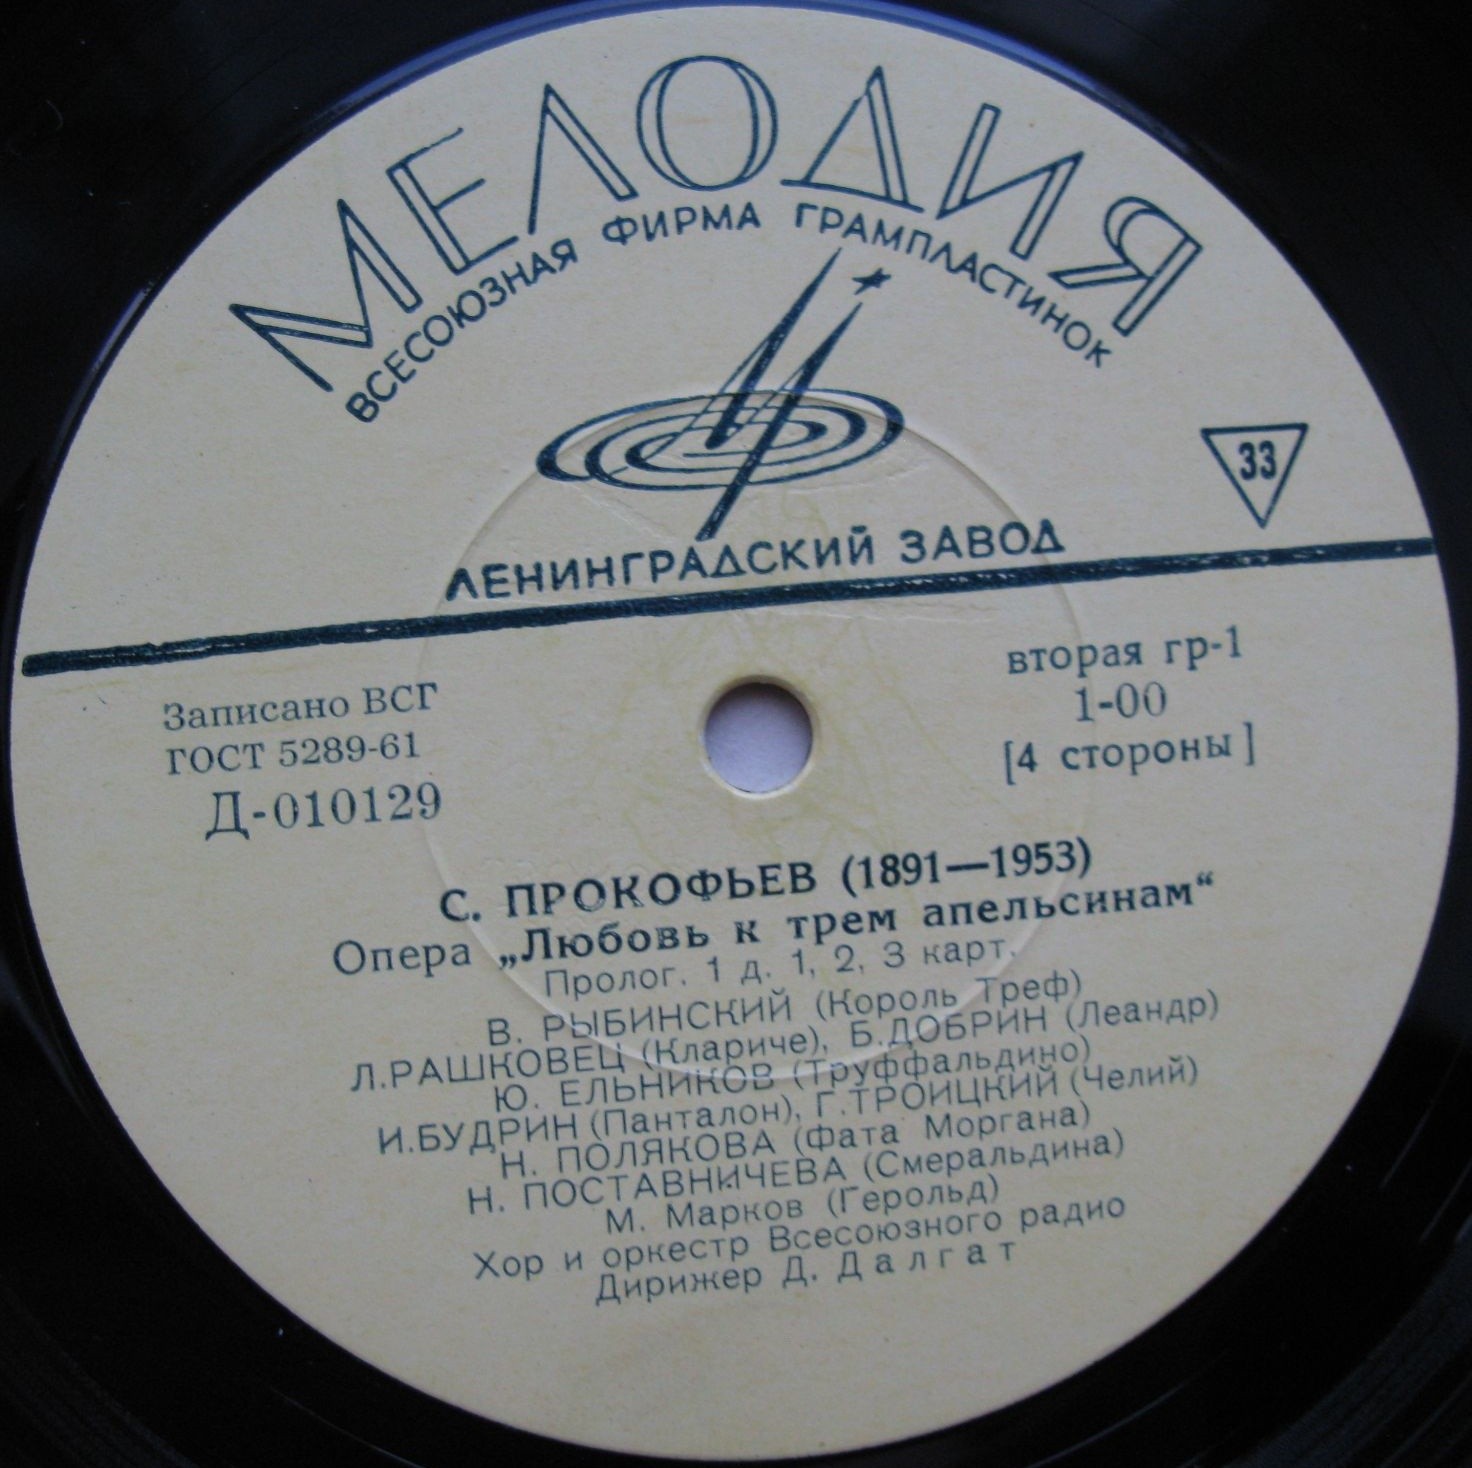 МЕЛОДИЯ
ВСЕСОЮЗНАЯ ФИРМА ГРАМПЛАСТИНОК
33
ЛЕНИНГРАДСКИЙ ЗАВОД
Записано ВСГ
ГОСТ 5289-61
Д-010129
вторая гр-1
1-00
[4 стороны]
С. ПРОКОФЬЕВ (1891—1953)
Опера „Любовь к трем апельсинам“
Пролог. 1 д. 1, 2, 3 карт.
В. РЫБИНСКИЙ (Король Треф)
Л.РАШКОВЕЦ (Клариче), Б.ДОБРИН (Леандр)
Ю. ЕЛЬНИКОВ (Труффальдино)
И.БУДРИН (Панталон), Г.ТРОИЦКИЙ (Челий)
Н. ПОЛЯКОВА (Фата Моргана)
Н. ПОСТАВНИЧЕВА (Смеральдина)
М. Марков (Герольд)
Хор и оркестр Всесоюзного радио
Дирижер Д. Далгат